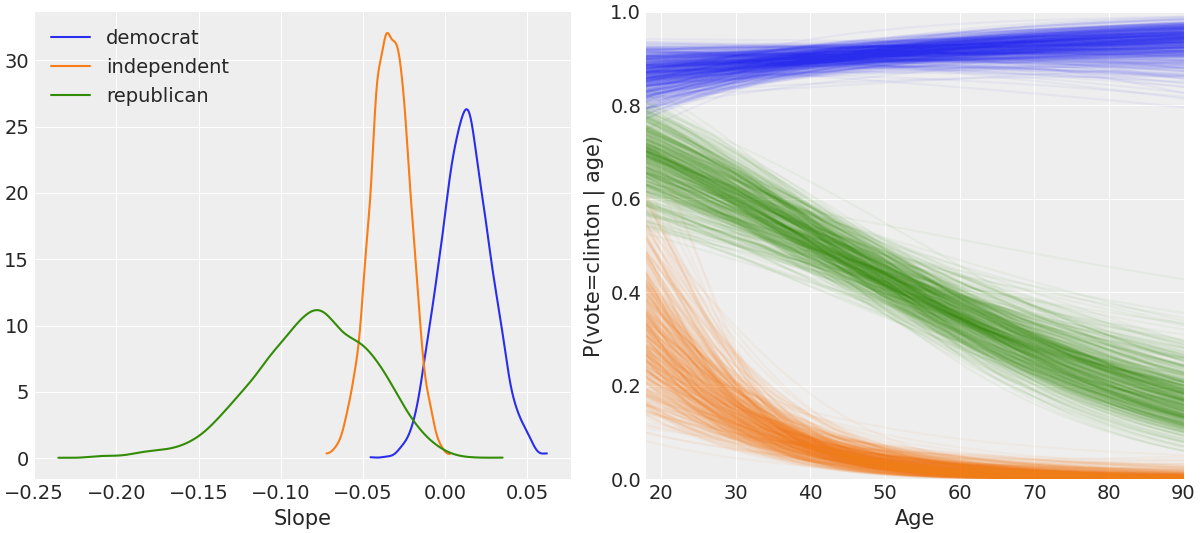 democrat
independent
republican
30
25
20
15
10
5
0
−0.25 −0.20 −0.15 −0.10 −0.05 0.00 0.05
Slope
1.0
0.8
0.6
0.4
0.2
0.0
P(vote=clinton | age)
20 30 40 50 60 70 80 90
Age